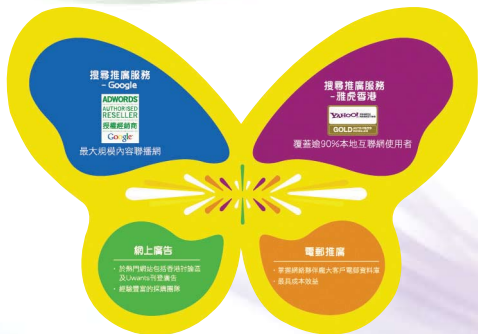 搜尋推廣服務
- Google
ADWORDS
AUTHORISED
RESELLER
授權經銷商
Google
最大規模內容聯播網
搜尋推廣服務
- 雅虎香港
YAHOO!
GOLD
覆蓋逾90%本地互聯網使用者
網上廣告
· 於熱門網站包括香港討論區
及Uwants刊登廣告
· 經驗豐富的採購團隊
電郵推廣
· 掌握網絡夥伴龐大客戶電郵資料庫
· 最具成本效益